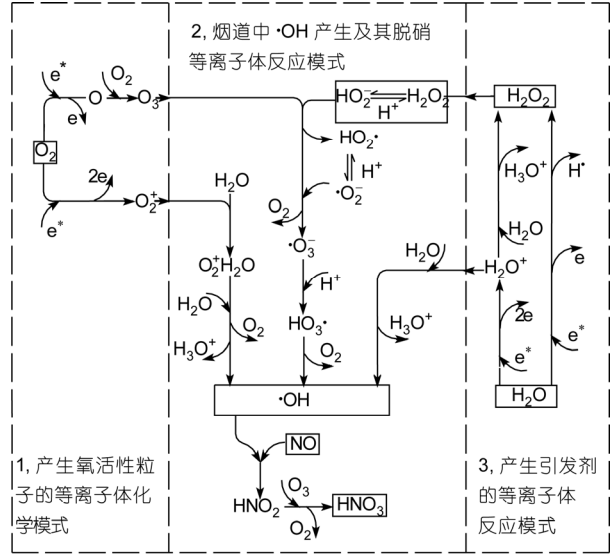 2, 烟道中 ·OH 产生及其脱硝
等离子体反应模式
e*
O₂
O
O₃
e
HO₂⁻
H₂O₂
H⁺
H₂O₂
O₂
HO₂·
H⁺
·O₂⁻
H₃O⁺
H·
2e
O₂⁺
H₂O
O₂
e*
·O₃⁻
H₂O
H₂O
O₂⁺H₂O
H₂O⁺
e
H⁺
H₂O
HO₃·
H₃O⁺
2e
O₂
e*
e*
H₃O⁺
O₂
·OH
H₂O
NO
1, 产生氧活性粒
子的等离子体化
学模式
3, 产生引发剂
的等离子体
反应模式
HNO₂
O₃
HNO₃
O₂